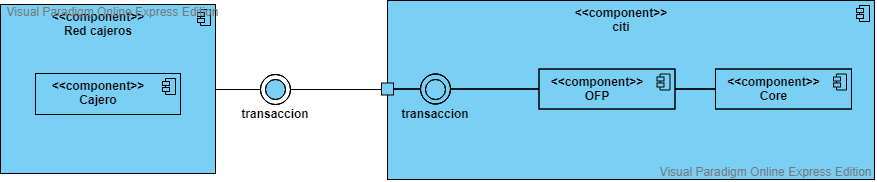 Visual Paradigm Online Express Edition
<<component>>
Red cajeros
<<component>>
Cajero
transaccion
<<component>>
citi
transaccion
<<component>>
OFP
<<component>>
Core
Visual Paradigm Online Express Edition